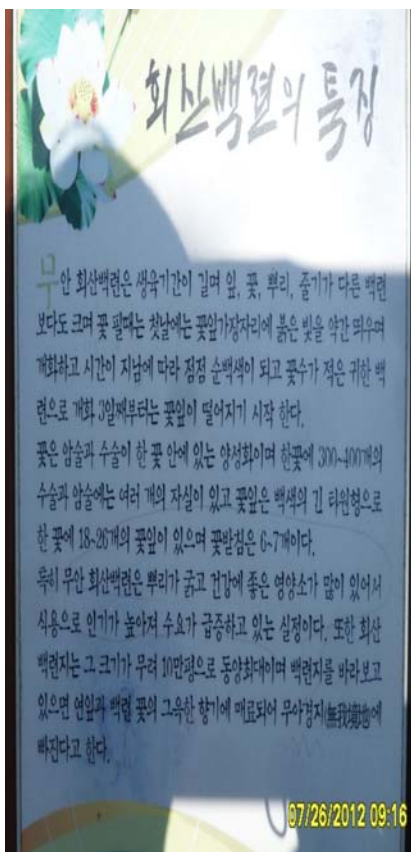 회산백련의 특징
무안 회산백련은 생육기간이 길며 잎, 꽃, 뿌리, 줄기가 다른 백련
보다도 크며 꽃 필때는 첫날에는 꽃잎가장자리에 붉은 빛을 약간 띄우며
개화하고 시간이 지남에 따라 점점 순백색이 되고 꽃수가 적은 귀한 백
련으로 개화 3일째부터는 꽃잎이 떨어지기 시작 한다.
꽃은 암술과 수술이 한 꽃 안에 있는 양성화이며 한꽃에 300~400개의
수술과 암술에는 여러 개의 자실이 있고 꽃잎은 백색의 긴 타원형으로
한 꽃에 18~26개의 꽃잎이 있으며 꽃받침은 6~7개이다.
특히 무안 회산백련은 뿌리가 굵고 건강에 좋은 영양소가 많이 있어서
식용으로 인기가 높아져 수요가 급증하고 있는 실정이다. 또한 회산
백련지는 그 크기가 무려 10만평으로 동양최대이며 백련지를 바라보고
있으면 연잎과 백련 꽃의 그윽한 향기에 매료되어 무아경지(無我境地)에
빠진다고 한다.
07/26/2012 09:16